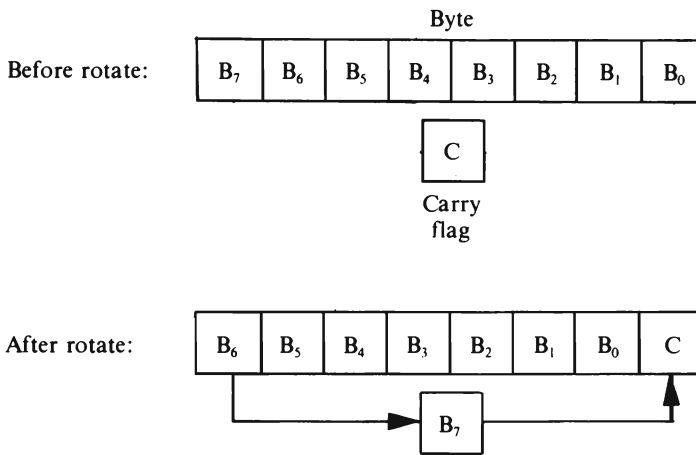 Byte
Before rotate: B₇ B₆ B₅ B₄ B₃ B₂ B₁ B₀
C
Carry
flag
After rotate: B₆ B₅ B₄ B₃ B₂ B₁ B₀ C
B₇